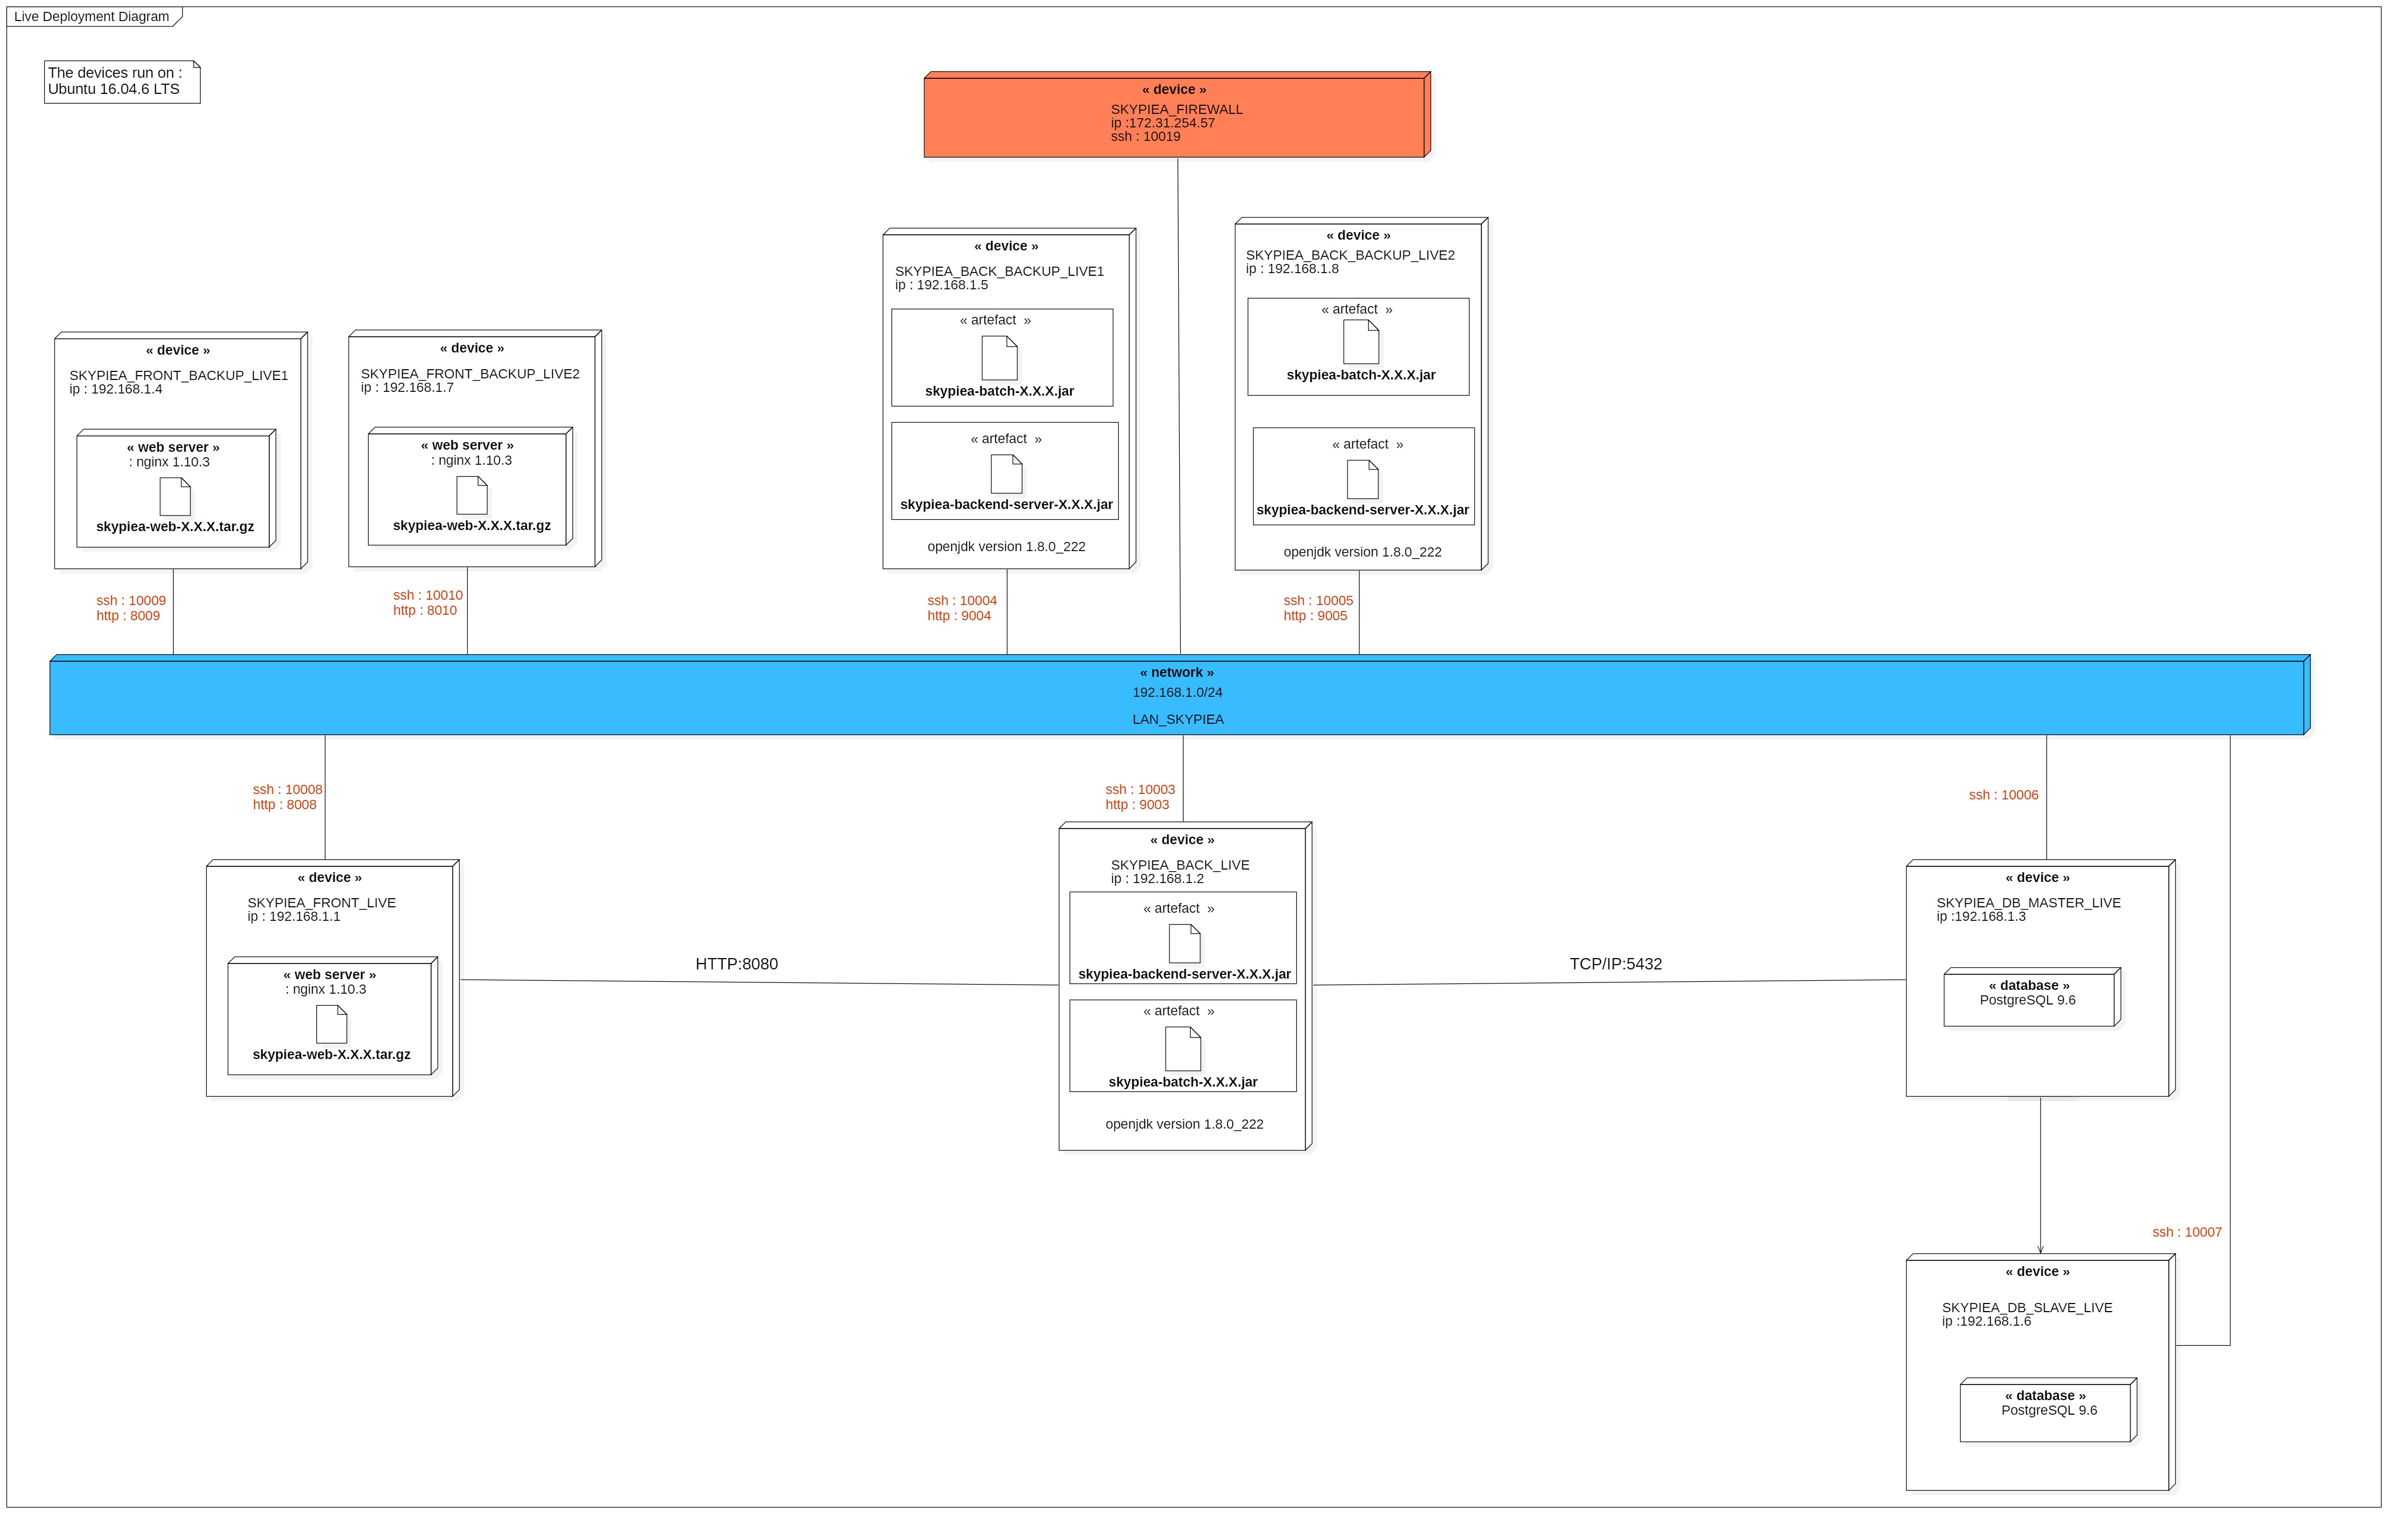 Live Deployment Diagram
The devices run on :
Ubuntu 16.04.6 LTS
« device »
SKYPIEA_FIREWALL
ip :172.31.254.57
ssh : 10019
« device »
SKYPIEA_FRONT_BACKUP_LIVE1
ip : 192.168.1.4
« web server »
: nginx 1.10.3
skypiea-web-X.X.X.tar.gz
ssh : 10009
http : 8009
« device »
SKYPIEA_FRONT_BACKUP_LIVE2
ip : 192.168.1.7
« web server »
: nginx 1.10.3
skypiea-web-X.X.X.tar.gz
ssh : 10010
http : 8010
« device »
SKYPIEA_BACK_BACKUP_LIVE1
ip : 192.168.1.5
« artefact  »
skypiea-batch-X.X.X.jar
« artefact  »
skypiea-backend-server-X.X.X.jar
openjdk version 1.8.0_222
ssh : 10004
http : 9004
« device »
SKYPIEA_BACK_BACKUP_LIVE2
ip : 192.168.1.8
« artefact  »
skypiea-batch-X.X.X.jar
« artefact  »
skypiea-backend-server-X.X.X.jar
openjdk version 1.8.0_222
ssh : 10005
http : 9005
« network »
192.168.1.0/24
LAN_SKYPIEA
ssh : 10008
http : 8008
« device »
SKYPIEA_FRONT_LIVE
ip : 192.168.1.1
« web server »
: nginx 1.10.3
skypiea-web-X.X.X.tar.gz
HTTP:8080
ssh : 10003
http : 9003
« device »
SKYPIEA_BACK_LIVE
ip : 192.168.1.2
« artefact  »
skypiea-backend-server-X.X.X.jar
« artefact  »
skypiea-batch-X.X.X.jar
openjdk version 1.8.0_222
TCP/IP:5432
ssh : 10006
« device »
SKYPIEA_DB_MASTER_LIVE
ip :192.168.1.3
« database »
PostgreSQL 9.6
ssh : 10007
« device »
SKYPIEA_DB_SLAVE_LIVE
ip :192.168.1.6
« database »
PostgreSQL 9.6